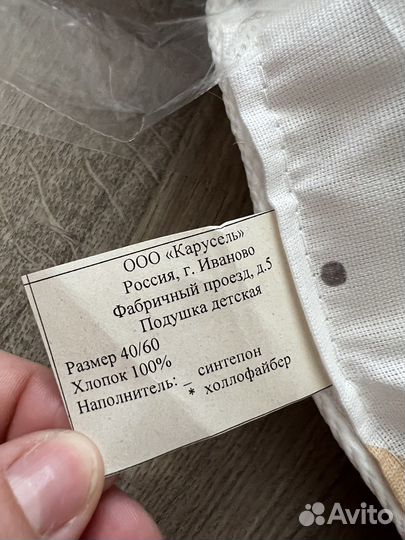 ООО «Карусель»
Россия, г. Иваново
Фабричный проезд, д.5
Подушка детская
Размер 40/60
Хлопок 100%
Наполнитель: _ синтепон
* холлофайбер
Avito